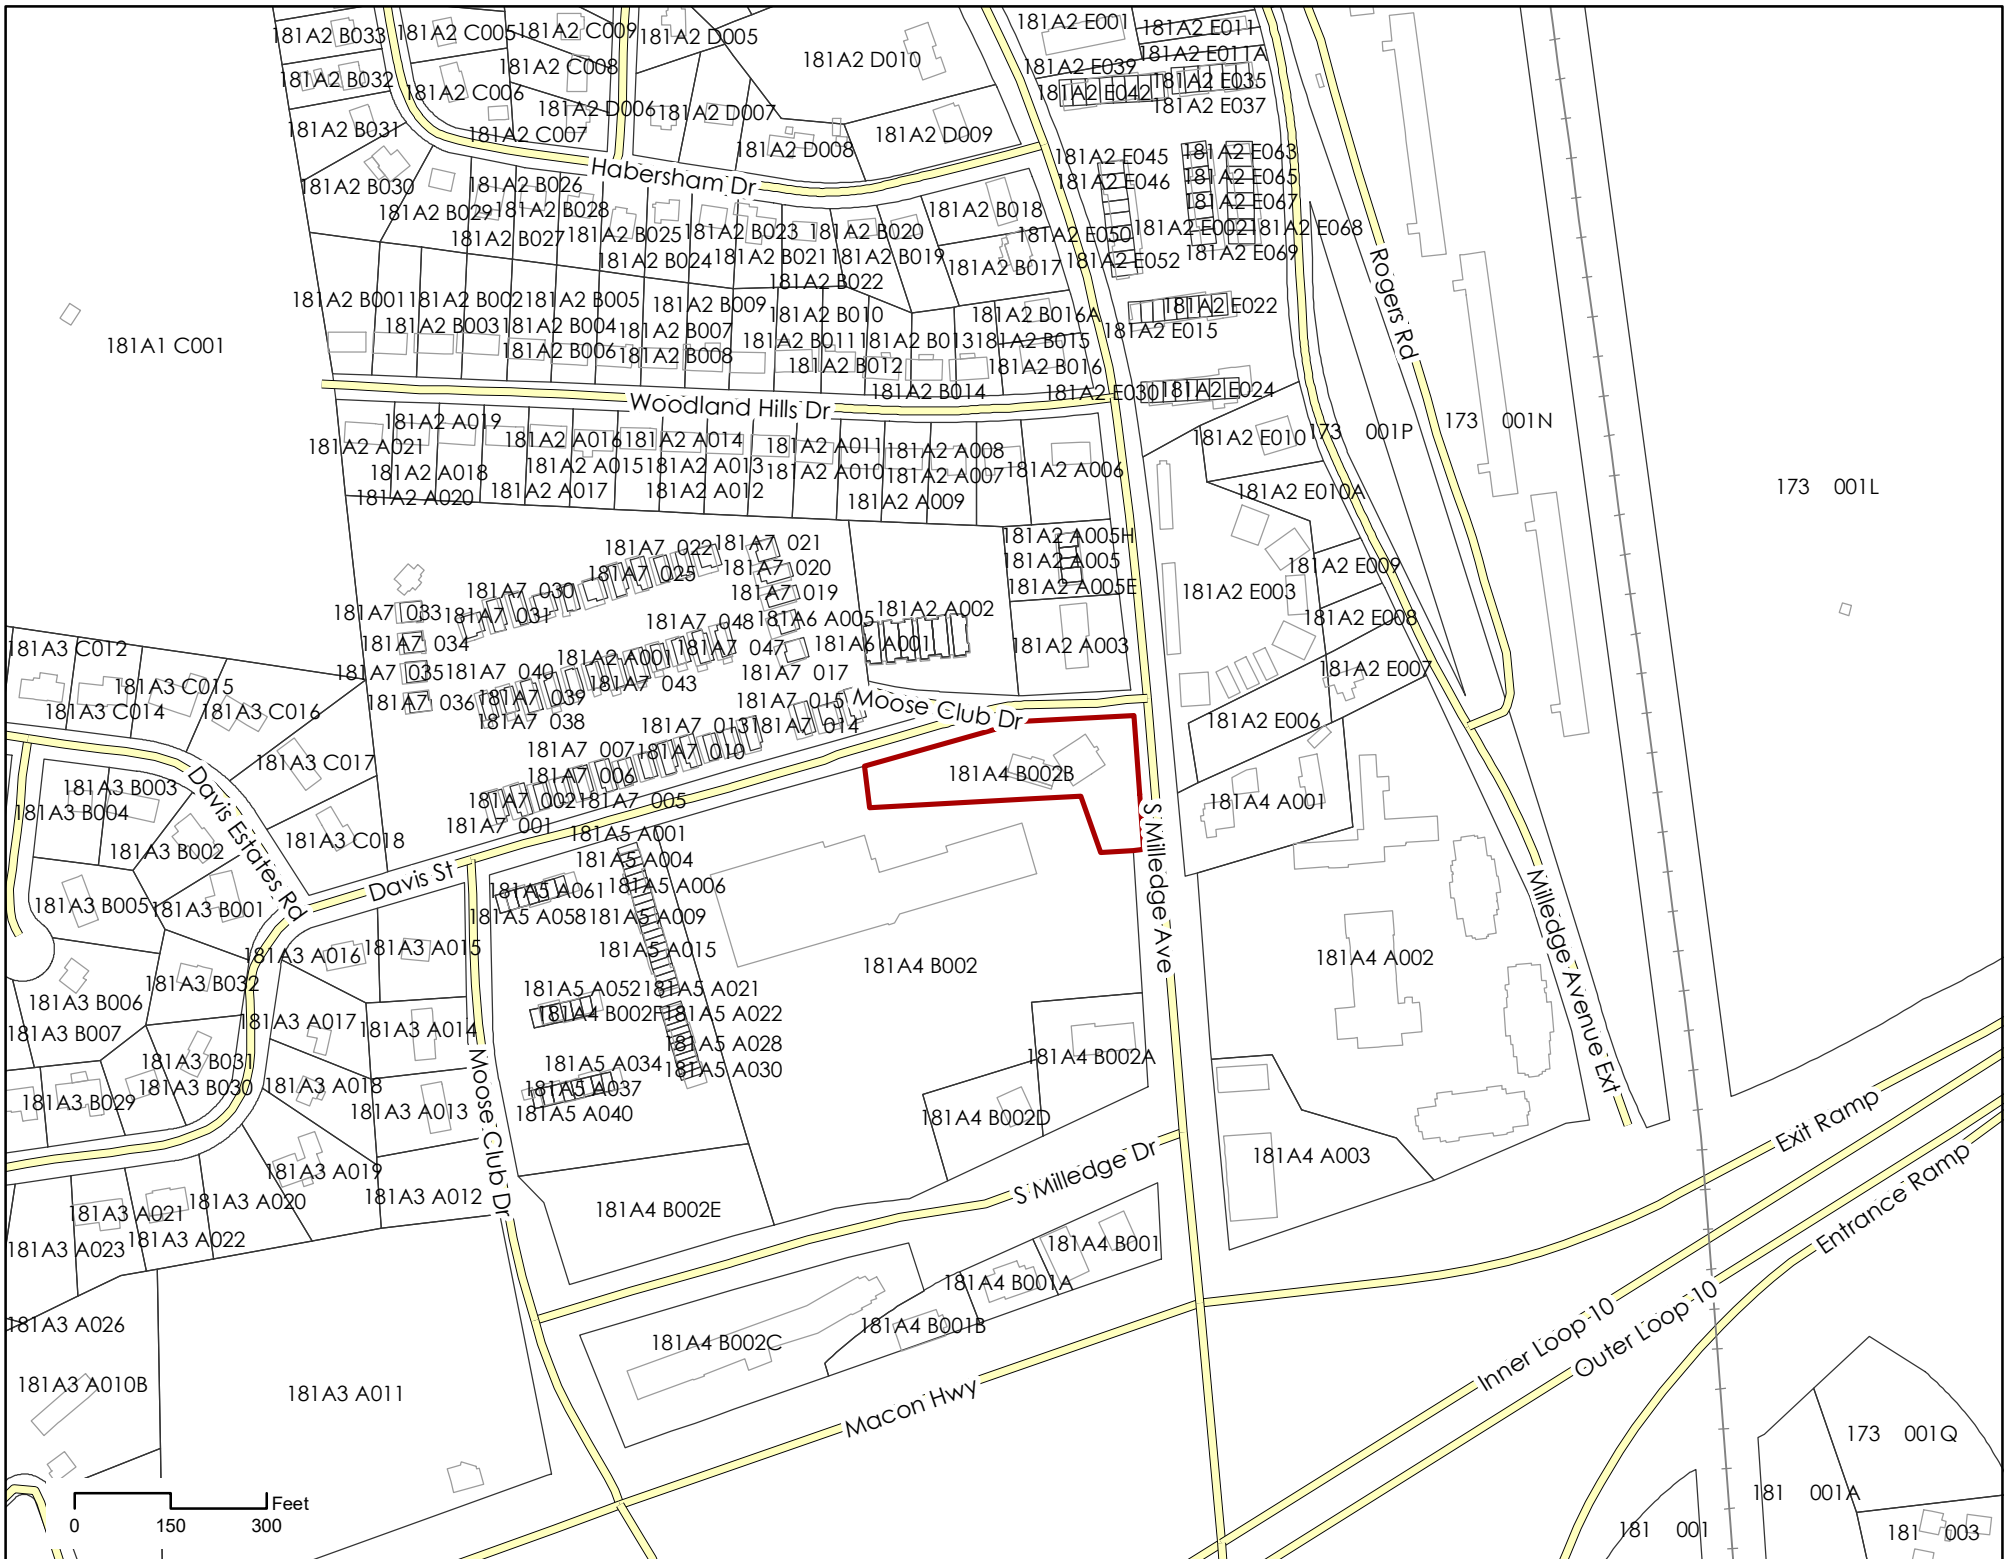 181A2 B033
181A2 C005
181A2 C009
181A2 D005
181A2 E001
181A2 E011
181A2 E011A
181A2 D010
181A2 C008
181A2 E039
181A2 B032
181A2 C006
181A2 E042
181A2 E035
181A2 E037
181A2 D006
181A2 D007
181A2 B031
181A2 C007
181A2 D008
181A2 D009
Habersham Dr
181A2 E045
181A2 E063
181A2 B030
181A2 B026
181A2 E046
181A2 E065
181A2 B029
181A2 B028
181A2 B018
181A2 E067
181A2 B027
181A2 B025
181A2 B023
181A2 B020
181A2 E050
181A2 E002
181A2 E068
181A2 B024
181A2 B021
181A2 B019
181A2 B017
181A2 E052
181A2 E069
181A2 B022
Rogers Rd
181A2 B001
181A2 B002
181A2 B005
181A2 B009
181A2 B010
181A2 B016A
181A2 E022
181A2 B003
181A2 B004
181A2 B007
181A2 B011
181A2 B013
181A2 B015
181A2 E015
181A1 C001
181A2 B006
181A2 B008
181A2 B012
181A2 B016
181A2 B014
181A2 E030
181A2 E024
Woodland Hills Dr
181A2 A019
181A2 A021
181A2 A016
181A2 A014
181A2 A011
181A2 A008
181A2 E010
173 001P
173 001N
181A2 A018
181A2 A015
181A2 A013
181A2 A010
181A2 A007
181A2 A006
181A2 A020
181A2 A017
181A2 A012
181A2 A009
181A2 E010A
173 001L
181A7 022
181A7 021
181A2 A005H
181A7 025
181A7 020
181A2 A005
181A2 E009
181A7 030
181A7 019
181A2 A005E
181A2 E003
181A7 033
181A7 031
181A7 048
181A6 A005
181A2 A002
181A2 E008
181A7 034
181A2 A001
181A7 047
181A6 A001
181A2 A003
181A3 C012
181A7 035
181A7 040
181A7 043
181A7 017
181A2 E007
181A3 C015
181A7 036
181A7 039
181A7 015
181A3 C014
181A3 C016
181A7 038
181A7 013
181A7 014
Moose Club Dr
181A2 E006
181A3 C017
181A7 007
181A7 010
181A7 006
181A4 B002B
181A3 B003
181A7 002
181A7 005
181A4 A001
181A3 B004
Davis Estates Rd
181A7 001
181A5 A001
S Milledge Ave
181A3 C018
181A3 B002
181A5 A004
Davis St
181A5 A061
181A5 A006
181A3 B005
181A3 B001
181A5 A058
181A5 A009
181A3 A016
181A3 A015
181A5 A015
181A4 B002
181A4 A002
Milledge Avenue Ext
181A3 B032
181A5 A052
181A5 A021
181A3 B006
181A4 B002F
181A5 A022
181A3 B007
181A3 A017
181A3 A014
181A5 A028
181A3 B031
181A5 A034
181A5 A030
181A4 B002A
181A3 B030
181A3 A018
181A5 A037
181A3 B029
181A3 A013
181A5 A040
181A4 B002D
Exit Ramp
Moose Club Dr
181A3 A019
S Milledge Dr
181A4 A003
181A3 A020
181A3 A012
181A3 A021
181A4 B002E
Entrance Ramp
181A3 A023
181A3 A022
181A4 B001
181A4 B001A
181A3 A026
181A4 B002C
181A4 B001B
Inner Loop 10
Outer Loop 10
181A3 A010B
181A3 A011
Macon Hwy
173 001Q
181 001A
Feet
0 150 300
181 001
181 003